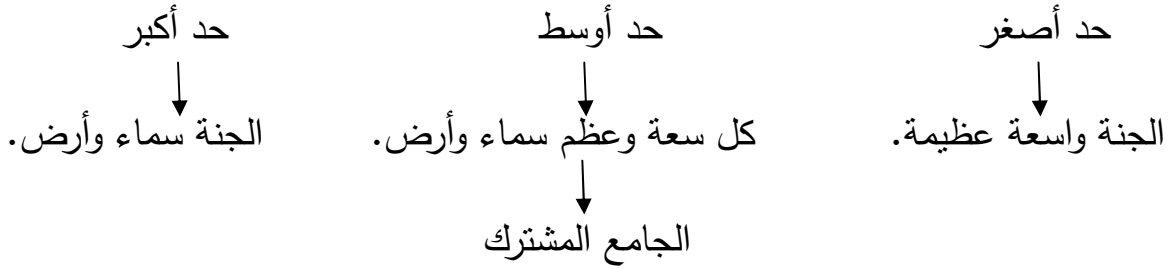 حد أصغر حد أوسط حد أكبر
الجنة واسعة عظيمة. كل سعة وعظم سماء وأرض. الجنة سماء وأرض.
الجامع المشترك